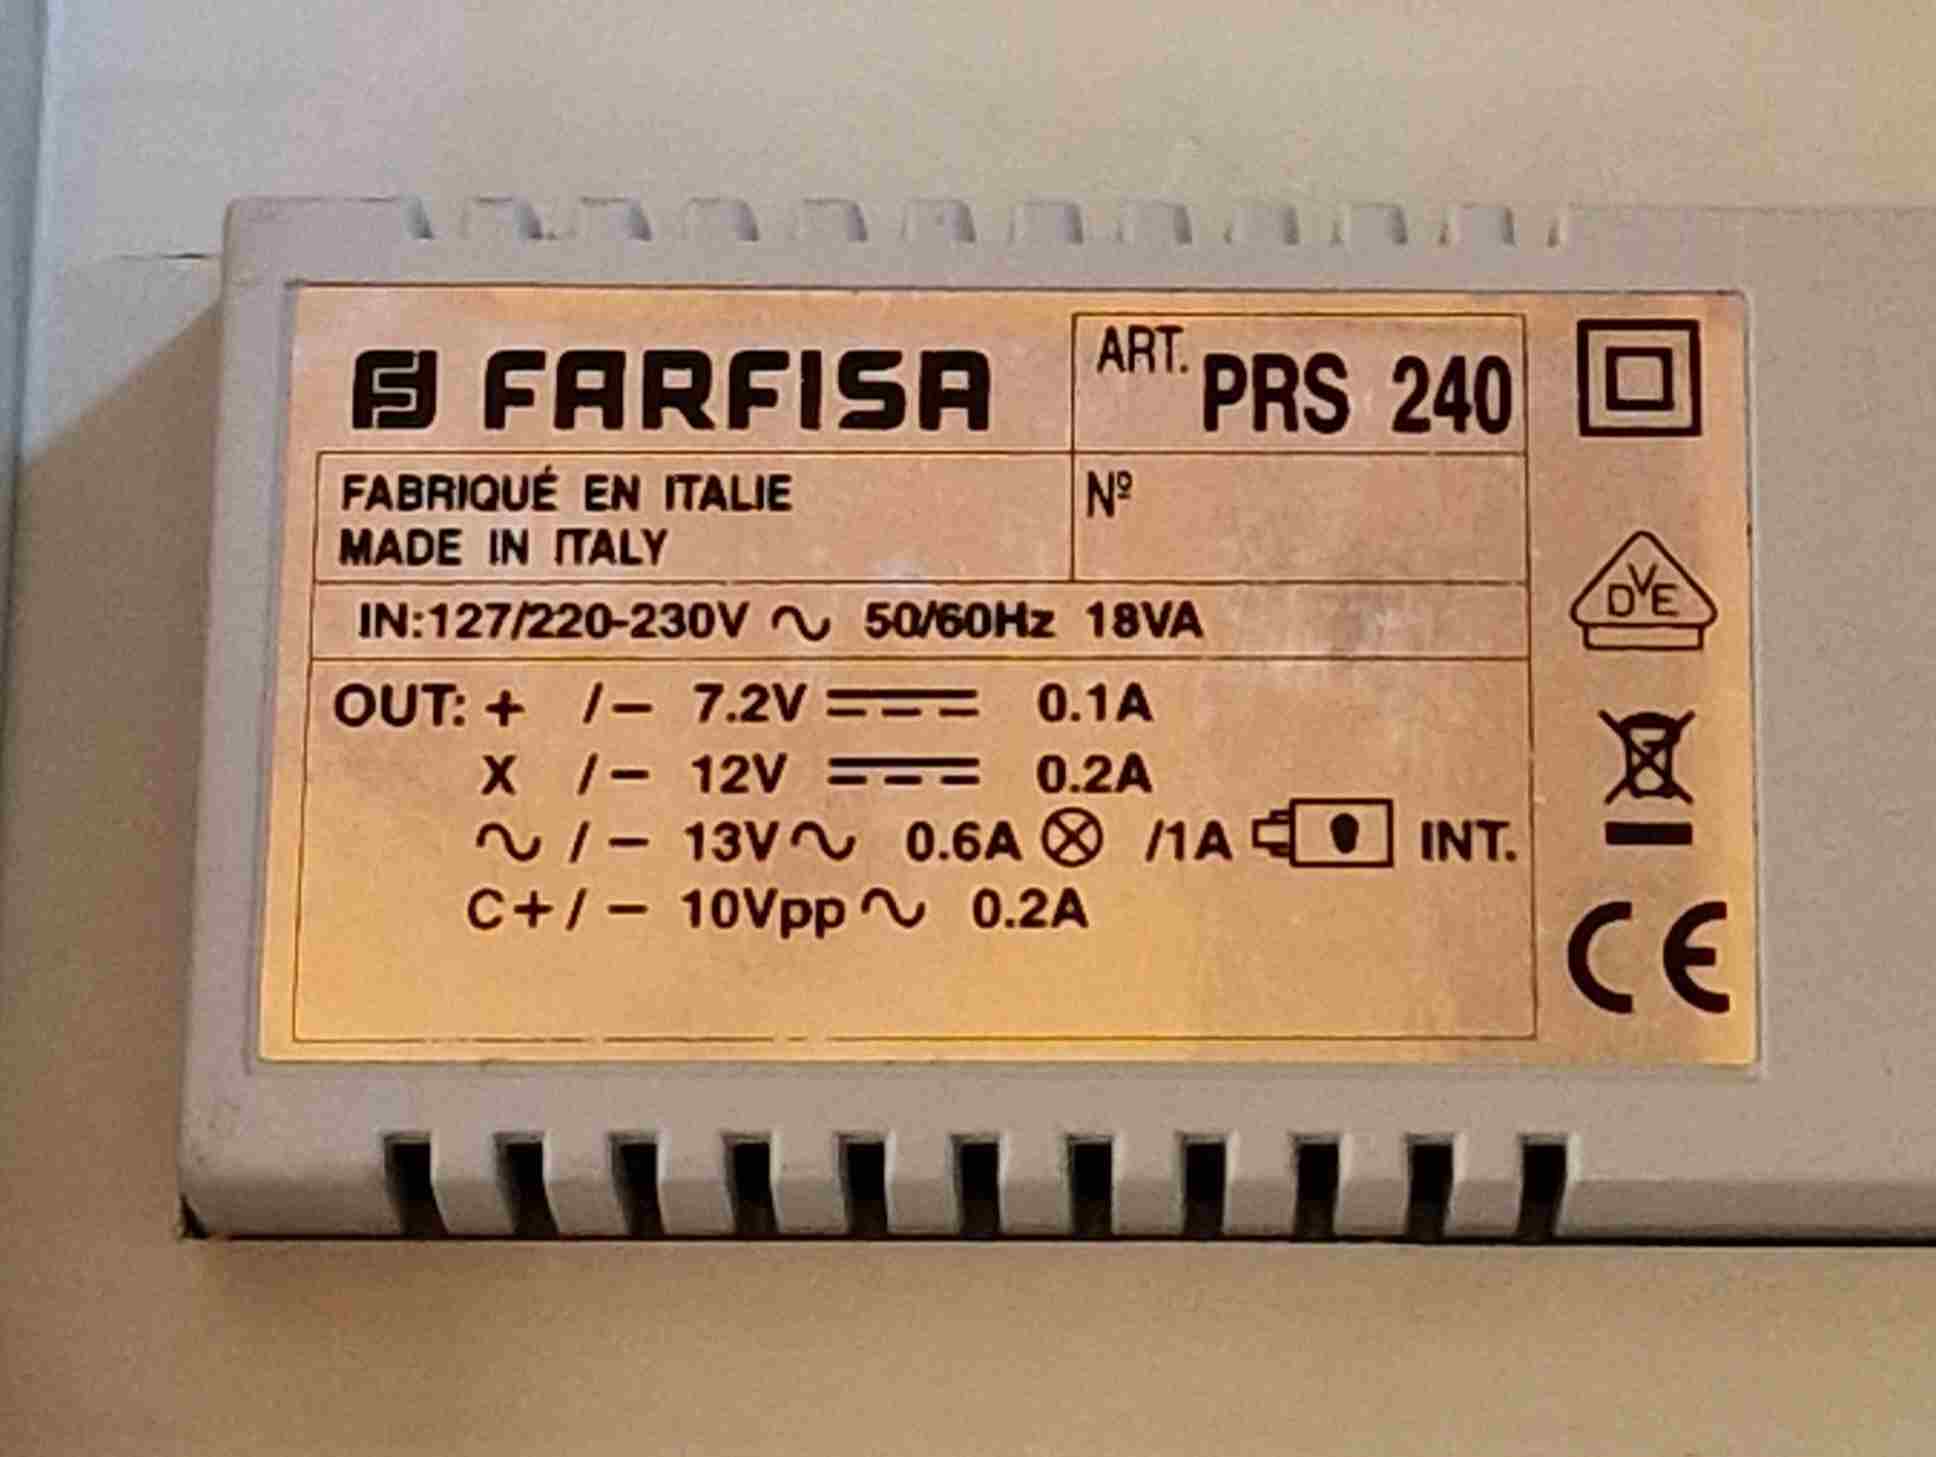 FARFISA
ART. PRS 240
FABRIQUÉ EN ITALIE
MADE IN ITALY
Nº
IN:127/220-230V ∿ 50/60Hz 18VA
OUT: + /− 7.2V ⎓ 0.1A
X /− 12V ⎓ 0.2A
∿ /− 13V∿ 0.6A ⊗ /1A INT.
C+/− 10Vpp∿ 0.2A
DVE
CE